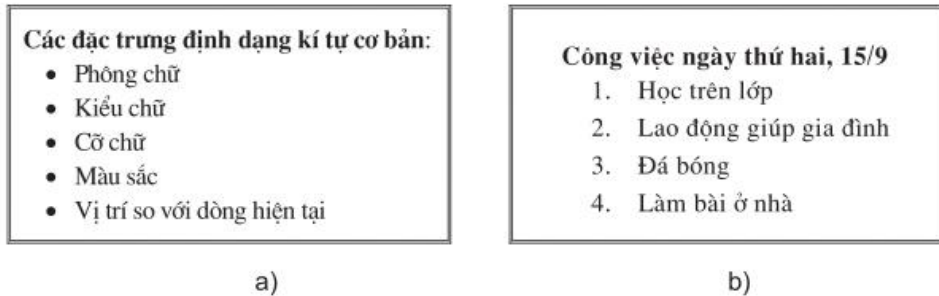 Các đặc trưng định dạng kí tự cơ bản:
• Phông chữ
• Kiểu chữ
• Cỡ chữ
• Màu sắc
• Vị trí so với dòng hiện tại
a)
Công việc ngày thứ hai, 15/9
1. Học trên lớp
2. Lao động giúp gia đình
3. Đá bóng
4. Làm bài ở nhà
b)